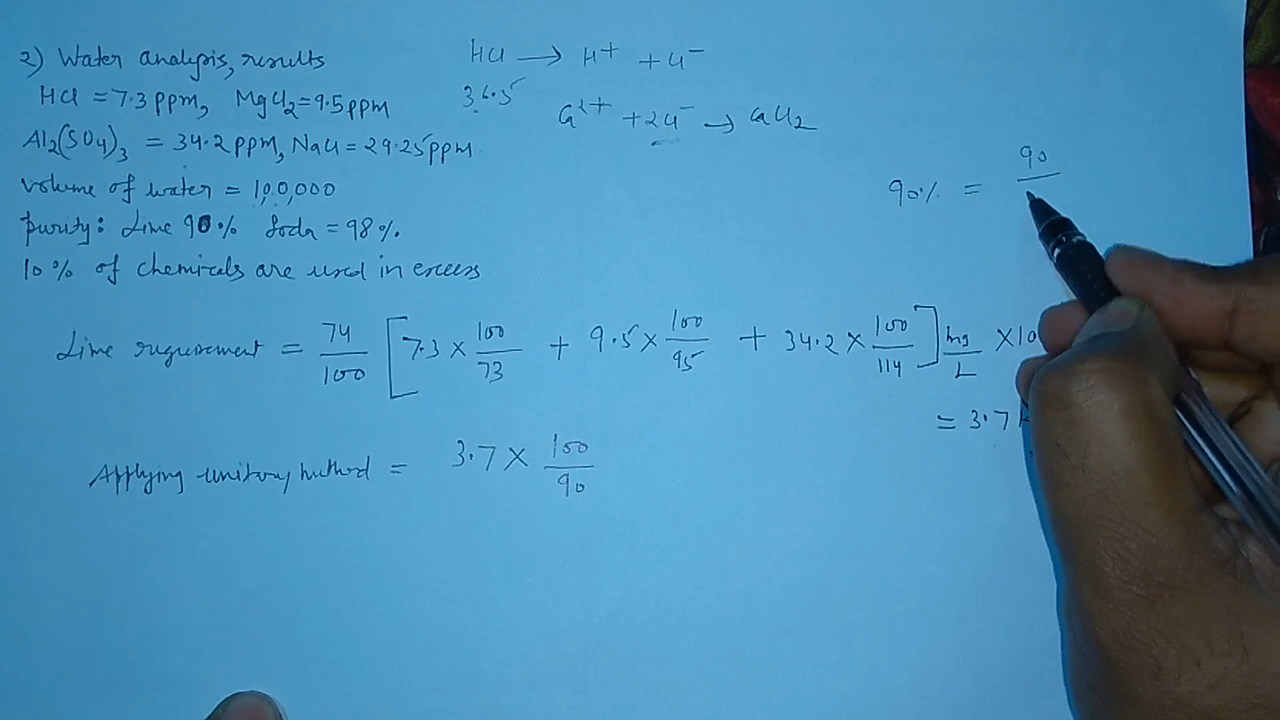 2) Water analysis, results
HCl = 7.3 ppm, MgCl2 = 9.5 ppm
Al2(SO4)3 = 34.2 ppm, NaCl = 29.25 ppm
volume of water = 10,0,000
purity: Lime 90% Soda = 98%.
10% of chemicals are used in excess
HCl → H+ + Cl−
36.5
Ca2+ + 2Cl− → CaCl2
90% = 90/
Lime requirement = 74/100 [7.3 × 100/73 + 9.5 × 100/95 + 34.2 × 100/114] mg/L × 10
= 3.7 k
Applying unitary method = 3.7 × 100/90